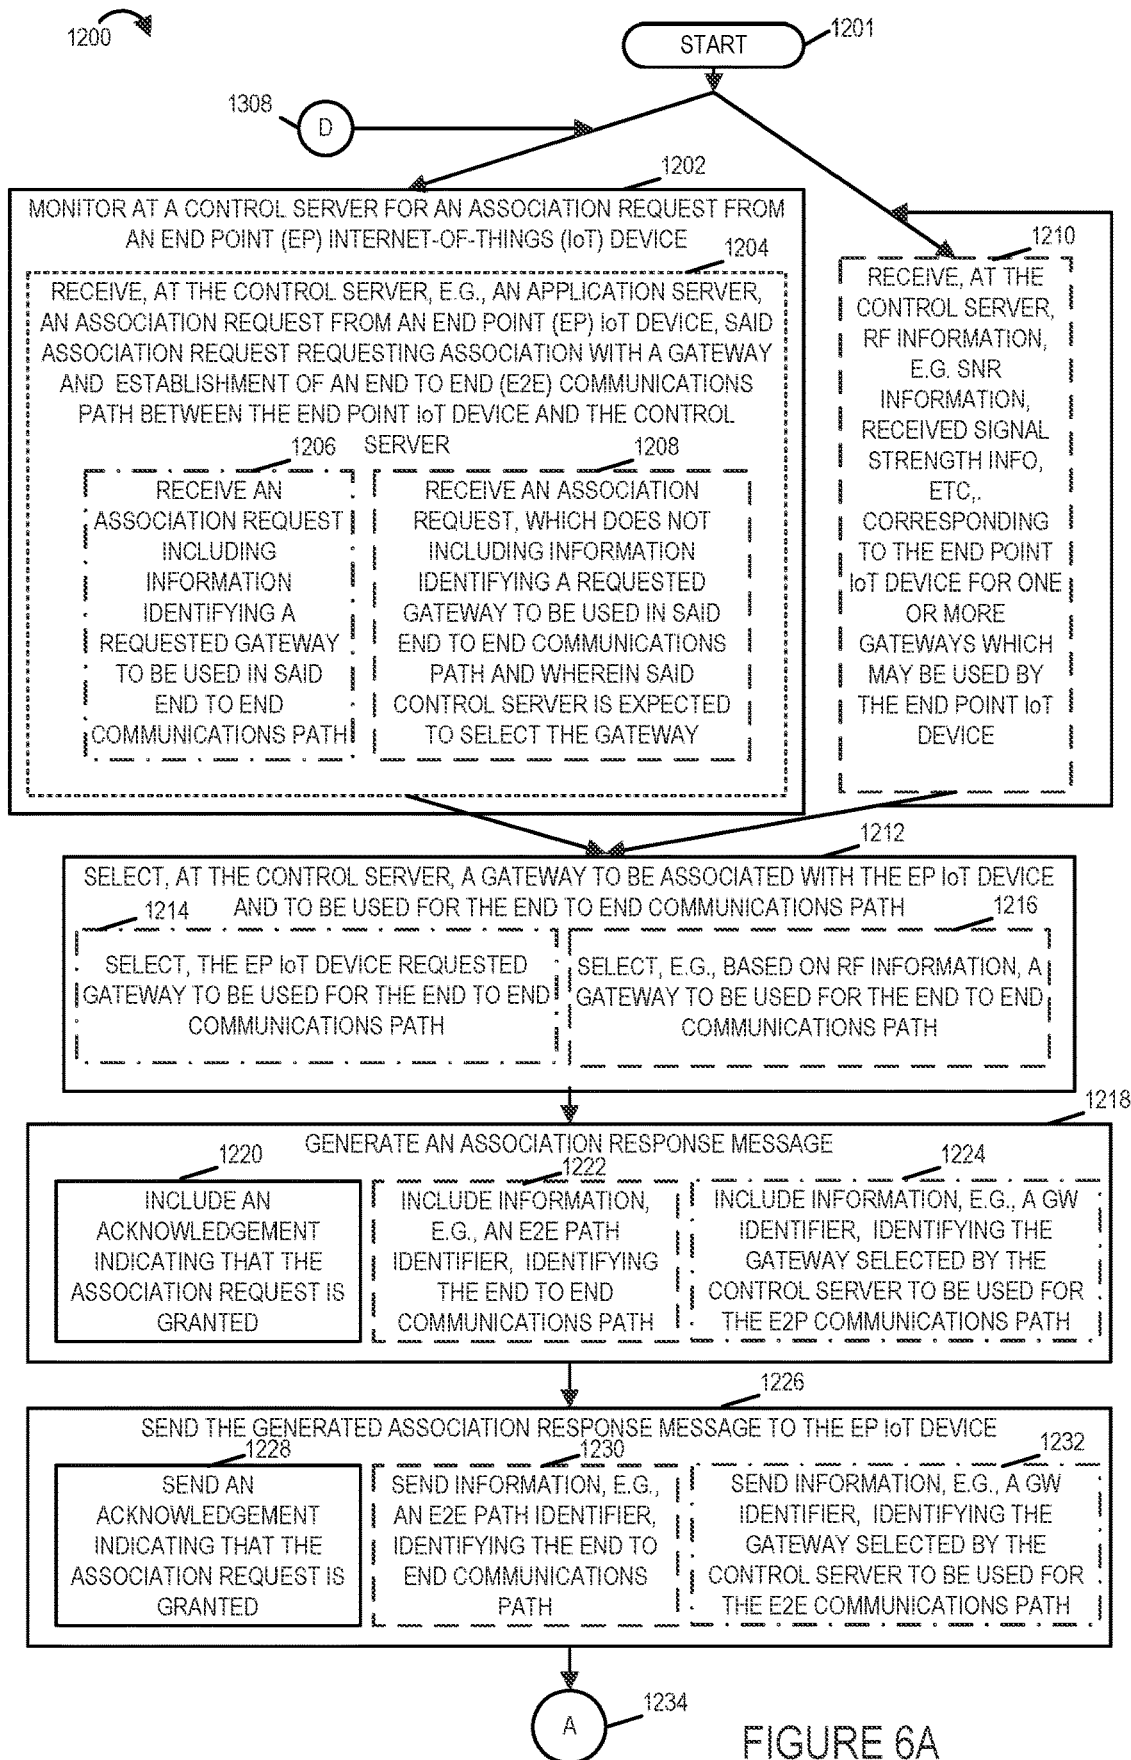 1200
START
1201
1308
D
1202
MONITOR AT A CONTROL SERVER FOR AN ASSOCIATION REQUEST FROM
AN END POINT (EP) INTERNET-OF-THINGS (IoT) DEVICE
1204
RECEIVE, AT THE CONTROL SERVER, E.G., AN APPLICATION SERVER,
AN ASSOCIATION REQUEST FROM AN END POINT (EP) IoT DEVICE, SAID
ASSOCIATION REQUEST REQUESTING ASSOCIATION WITH A GATEWAY
AND ESTABLISHMENT OF AN END TO END (E2E) COMMUNICATIONS
PATH BETWEEN THE END POINT IoT DEVICE AND THE CONTROL
SERVER
1206
RECEIVE AN
ASSOCIATION REQUEST
INCLUDING
INFORMATION
IDENTIFYING A
REQUESTED GATEWAY
TO BE USED IN SAID
END TO END
COMMUNICATIONS PATH
1208
RECEIVE AN ASSOCIATION
REQUEST, WHICH DOES NOT
INCLUDING INFORMATION
IDENTIFYING A REQUESTED
GATEWAY TO BE USED IN SAID
END TO END COMMUNICATIONS
PATH AND WHEREIN SAID
CONTROL SERVER IS EXPECTED
TO SELECT THE GATEWAY
1210
RECEIVE, AT THE
CONTROL SERVER,
RF INFORMATION,
E.G. SNR
INFORMATION,
RECEIVED SIGNAL
STRENGTH INFO,
ETC,.
CORRESPONDING
TO THE END POINT
IoT DEVICE FOR ONE
OR MORE
GATEWAYS WHICH
MAY BE USED BY
THE END POINT IoT
DEVICE
1212
SELECT, AT THE CONTROL SERVER, A GATEWAY TO BE ASSOCIATED WITH THE EP IoT DEVICE
AND TO BE USED FOR THE END TO END COMMUNICATIONS PATH
1214
SELECT, THE EP IoT DEVICE REQUESTED
GATEWAY TO BE USED FOR THE END TO END
COMMUNICATIONS PATH
1216
SELECT, E.G., BASED ON RF INFORMATION, A
GATEWAY TO BE USED FOR THE END TO END
COMMUNICATIONS PATH
1218
GENERATE AN ASSOCIATION RESPONSE MESSAGE
1220
INCLUDE AN
ACKNOWLEDGEMENT
INDICATING THAT THE
ASSOCIATION REQUEST IS
GRANTED
1222
INCLUDE INFORMATION,
E.G., AN E2E PATH
IDENTIFIER, IDENTIFYING
THE END TO END
COMMUNICATIONS PATH
1224
INCLUDE INFORMATION, E.G., A GW
IDENTIFIER, IDENTIFYING THE
GATEWAY SELECTED BY THE
CONTROL SERVER TO BE USED FOR
THE E2P COMMUNICATIONS PATH
1226
SEND THE GENERATED ASSOCIATION RESPONSE MESSAGE TO THE EP IoT DEVICE
1228
SEND AN
ACKNOWLEDGEMENT
INDICATING THAT THE
ASSOCIATION REQUEST IS
GRANTED
1230
SEND INFORMATION, E.G.,
AN E2E PATH IDENTIFIER,
IDENTIFYING THE END TO
END COMMUNICATIONS
PATH
1232
SEND INFORMATION, E.G., A GW
IDENTIFIER, IDENTIFYING THE
GATEWAY SELECTED BY THE
CONTROL SERVER TO BE USED FOR
THE E2E COMMUNICATIONS PATH
A
1234
FIGURE 6A